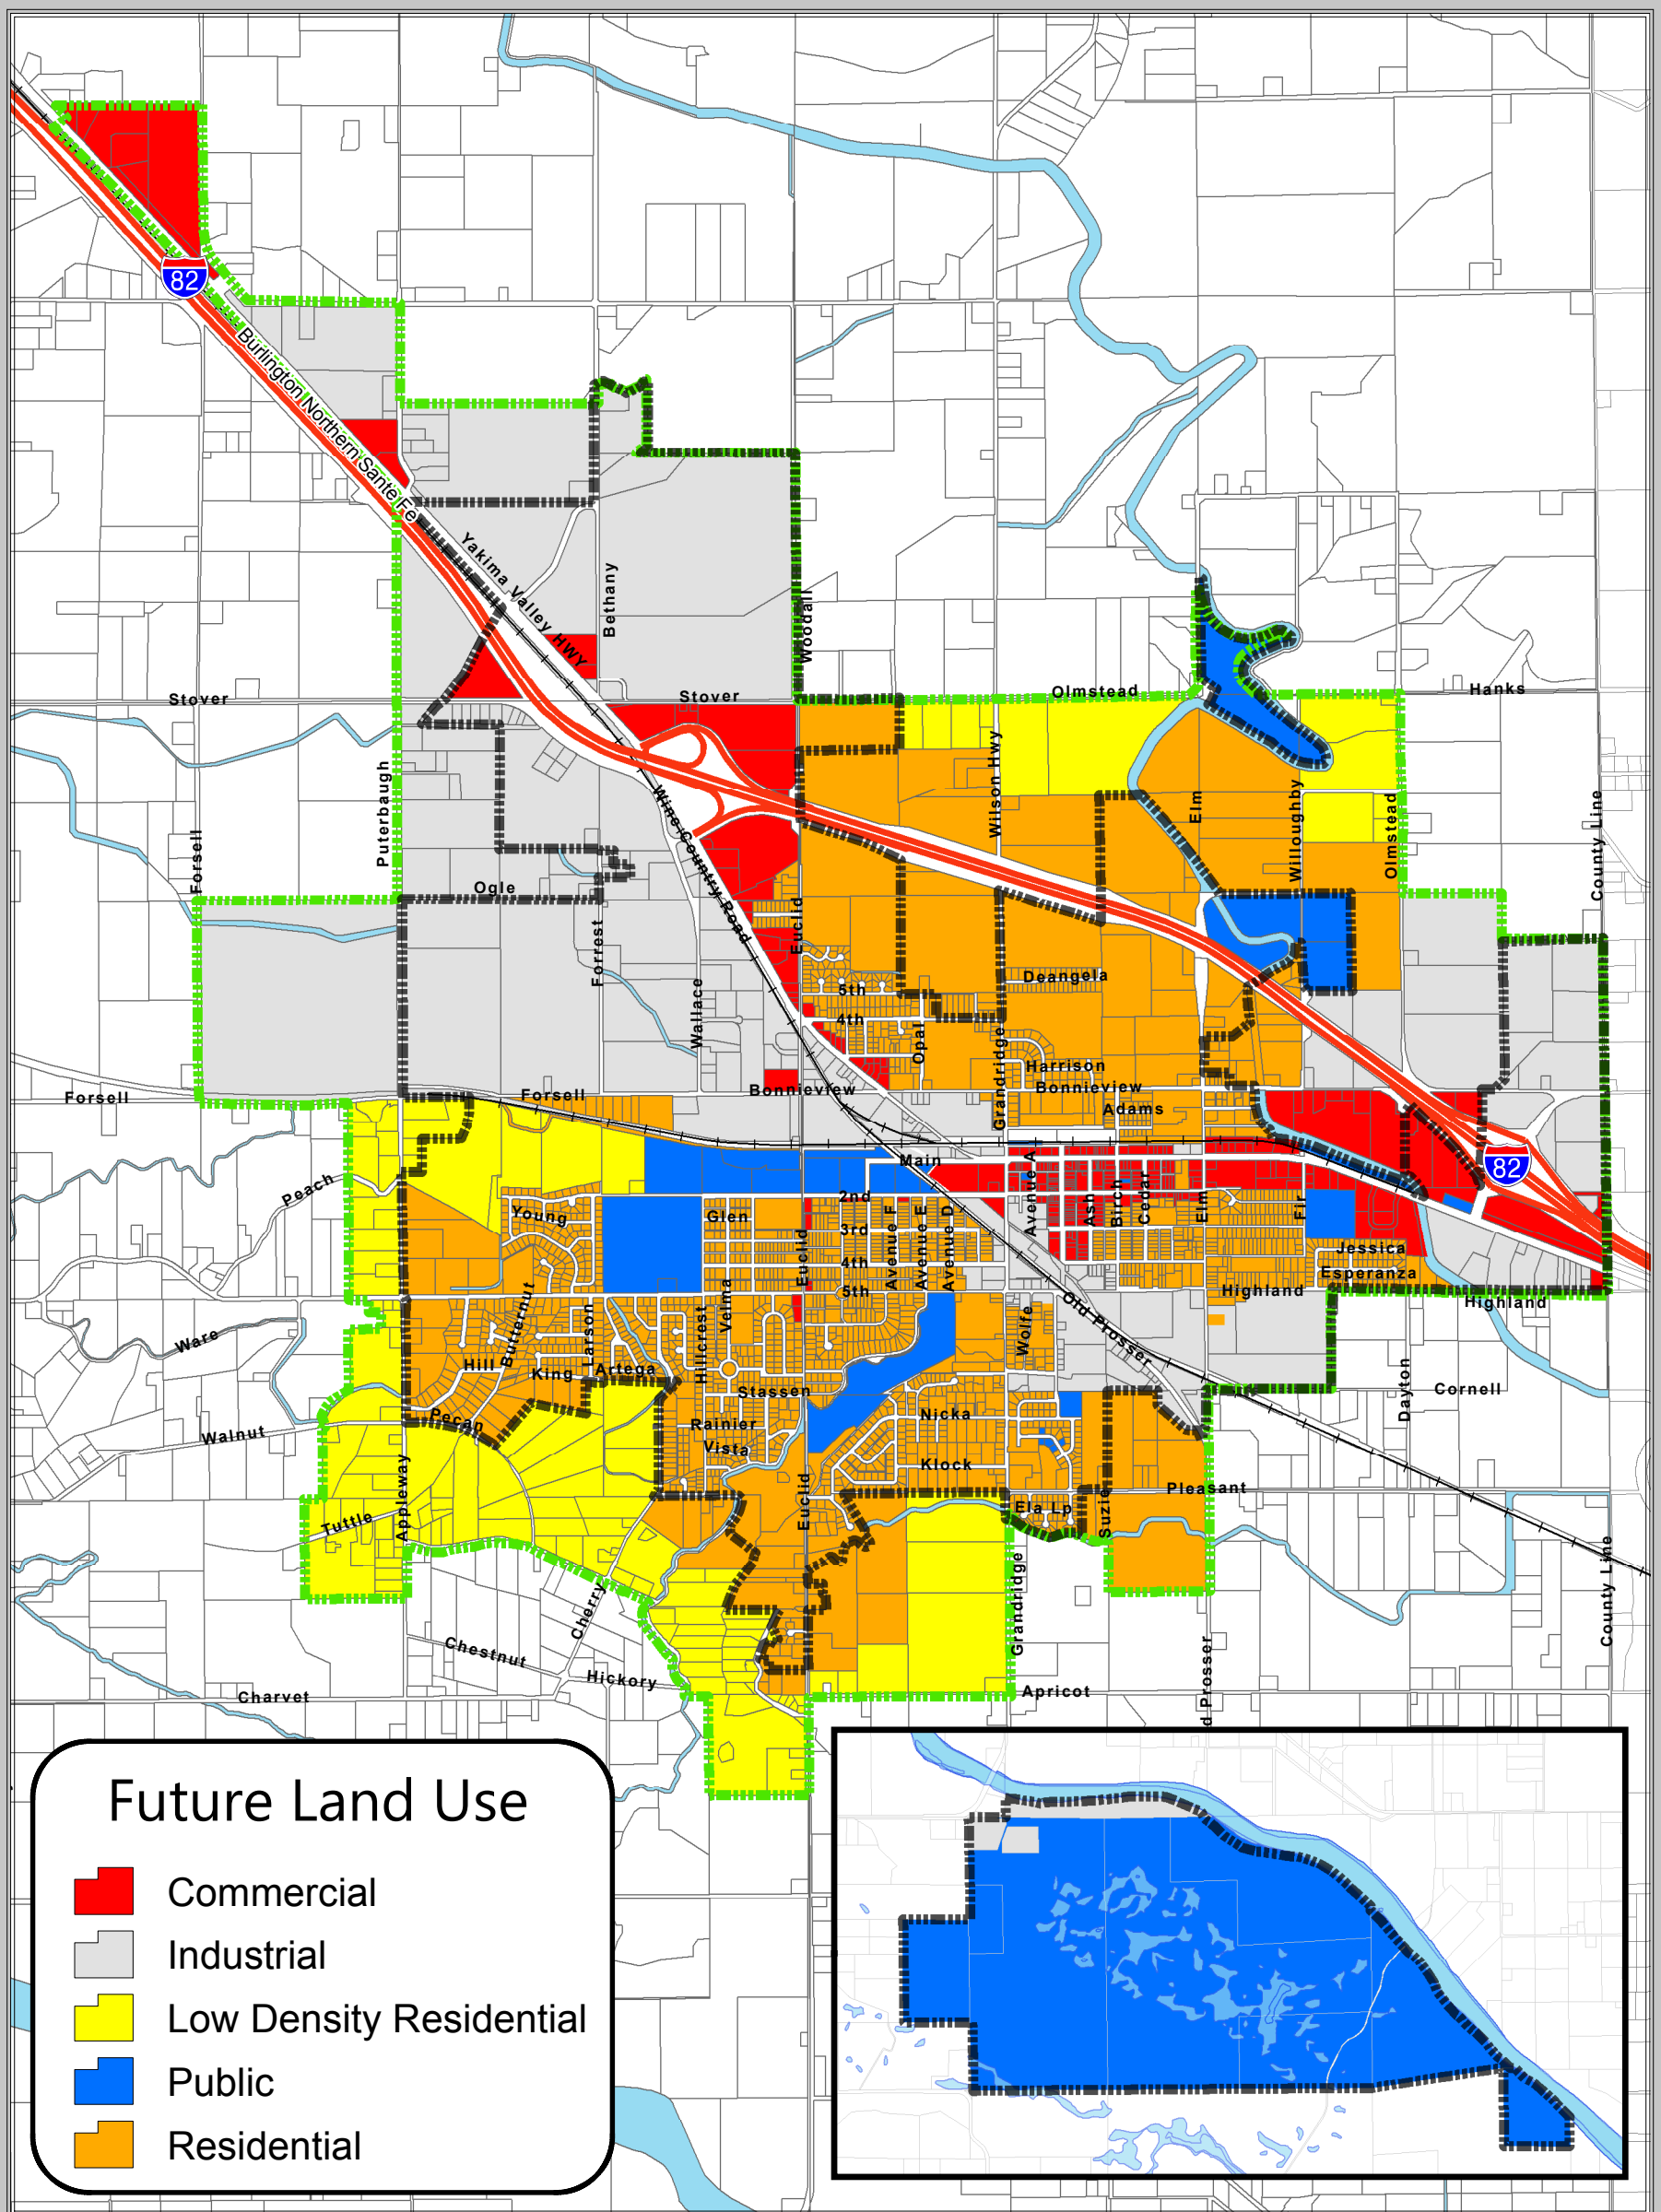 82
Burlington Northern Sante Fe
Yakima Valley HWY
Bethany
Woodall
Stover
Stover
Olmstead
Hanks
Puterbaugh
Forsell
Wilson Hwy
Elm
Willoughby
Olmstead
County Line
Wine Country Road
Ogle
Euclid
Forrest
Wallace
Deangela
5th
4th
Opal
Grandridge
Harrison
Bonnieview
Bonnieview
Adams
Forsell
Forsell
Main
82
Peach
2nd
Avenue A
Ash
Birch
Cedar
Elm
Fir
Young
Glen
3rd
Euclid
Avenue F
Avenue E
Avenue D
4th
5th
Jessica
Esperanza
Highland
Highland
Velma
Hillcrest
Butternut
Larson
Wolfe
Old Prosser
Ware
Hill
King
Artega
Stassen
Dayton
Cornell
Pecan
Rainier
Nicka
Walnut
Vista
Klock
Appleway
Euclid
Pleasant
Tuttle
Ela Lp
Suzie
Grandridge
County Line
Cherry
Chestnut
Hickory
Charvet
Apricot
d Prosser
Future Land Use
Commercial
Industrial
Low Density Residential
Public
Residential